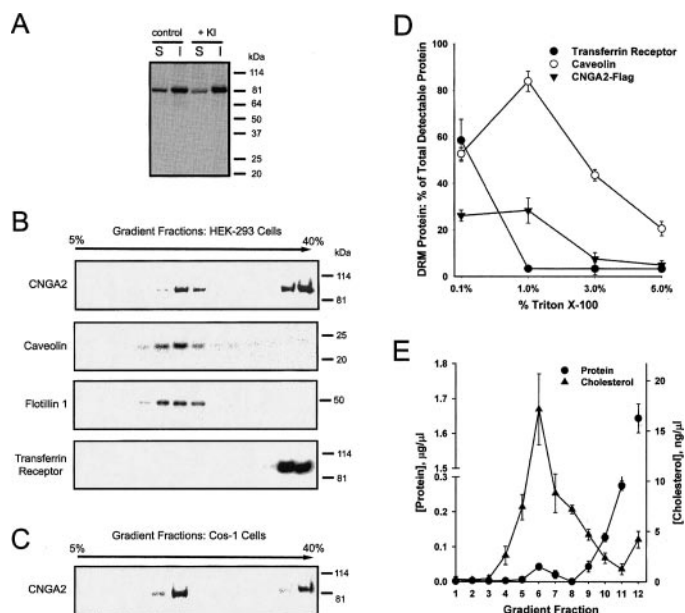 A
control
+ KI
S I S I
kDa
114
81
64
50
37
25
20
B
Gradient Fractions: HEK-293 Cells
5%
40%
kDa
CNGA2
114
81
Caveolin
25
20
Flotillin 1
50
Transferrin
Receptor
114
81
C
Gradient Fractions: Cos-1 Cells
5%
40%
CNGA2
114
81
D
Transferrin Receptor
Caveolin
CNGA2-Flag
DRM Protein: % of Total Detectable Protein
100
80
60
40
20
0
0.1% 1.0% 3.0% 5.0%
% Triton X-100
E
Protein
Cholesterol
[Protein], µg/µl
1.8
1.7
1.6
1.5
0.3
0.2
0.1
0.0
[Cholesterol], ng/µl
20
15
10
5
0
1 2 3 4 5 6 7 8 9 10 11 12
Gradient Fraction